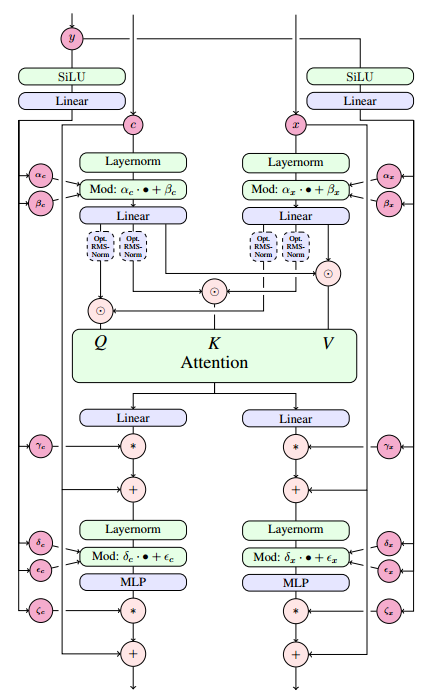 y
SiLU SiLU
Linear Linear
c x
Layernorm Layernorm
α_c Mod: α_c · • + β_c Mod: α_x · • + β_x α_x
β_c Linear Linear β_x
Opt. Opt. Opt. Opt.
RMS- RMS- RMS- RMS-
Norm Norm Norm Norm
⊙
⊙
⊙
Q K V
Attention
Linear Linear
γ_c * * γ_x
+ +
Layernorm Layernorm
δ_c Mod: δ_c · • + ϵ_c Mod: δ_x · • + ϵ_x δ_x
ϵ_c MLP MLP ϵ_x
ζ_c * * ζ_x
+ +